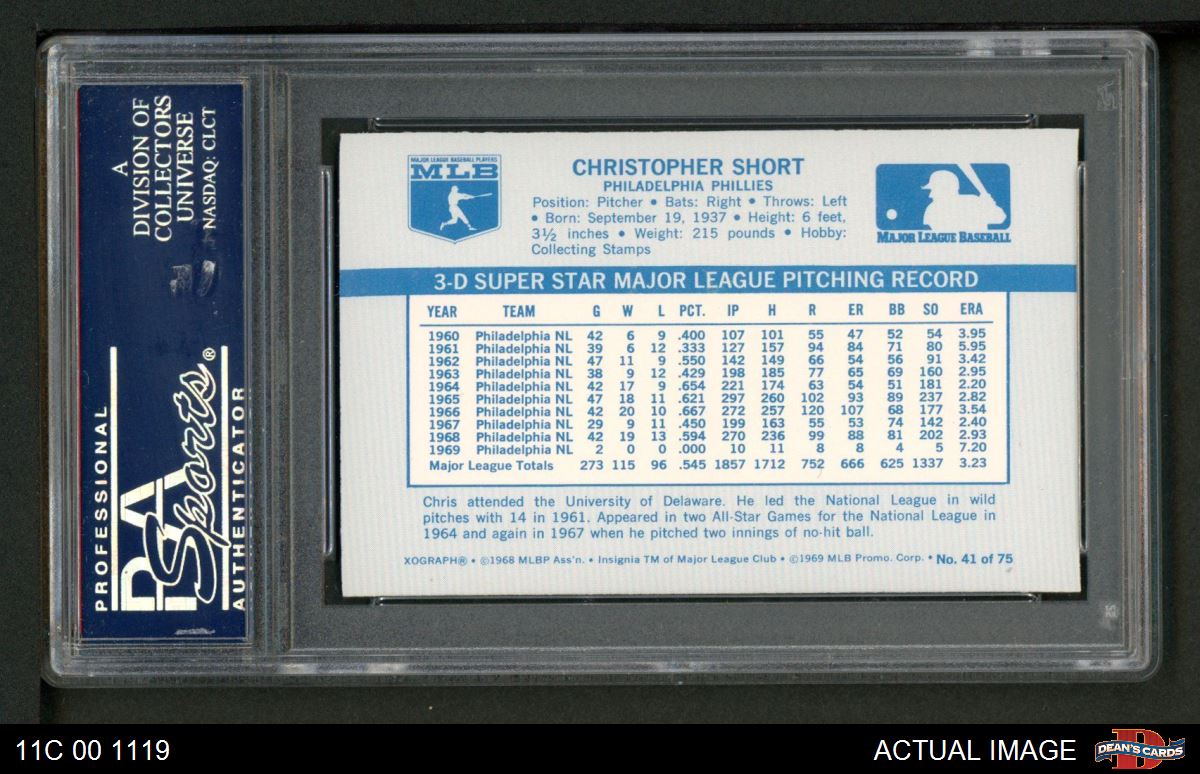 A
DIVISION OF
COLLECTORS
UNIVERSE
NASDAQ: CLCT
PROFESSIONAL
PSA
Sports®
AUTHENTICATOR
MAJOR LEAGUE BASEBALL PLAYERS
MLB
CHRISTOPHER SHORT
PHILADELPHIA PHILLIES
Position: Pitcher • Bats: Right • Throws: Left
• Born: September 19, 1937 • Height: 6 feet,
3½ inches • Weight: 215 pounds • Hobby:
Collecting Stamps
MAJOR LEAGUE BASEBALL
3-D SUPER STAR MAJOR LEAGUE PITCHING RECORD
YEAR TEAM G W L PCT. IP H R ER BB SO ERA
1960 Philadelphia NL 42 6 9 .400 107 101 55 47 52 54 3.95
1961 Philadelphia NL 39 6 12 .333 127 157 94 84 71 80 5.95
1962 Philadelphia NL 47 11 9 .550 142 149 66 54 56 91 3.42
1963 Philadelphia NL 38 9 12 .429 198 185 77 65 69 160 2.95
1964 Philadelphia NL 42 17 9 .654 221 174 63 54 51 181 2.20
1965 Philadelphia NL 47 18 11 .621 297 260 102 93 89 237 2.82
1966 Philadelphia NL 42 20 10 .667 272 257 120 107 68 177 3.54
1967 Philadelphia NL 29 9 11 .450 199 163 55 53 74 142 2.40
1968 Philadelphia NL 42 19 13 .594 270 236 99 88 81 202 2.93
1969 Philadelphia NL 2 0 0 .000 10 11 8 8 4 5 7.20
Major League Totals 273 115 96 .545 1857 1712 752 666 625 1337 3.23
Chris attended the University of Delaware. He led the National League in wild
pitches with 14 in 1961. Appeared in two All-Star Games for the National League in
1964 and again in 1967 when he pitched two innings of no-hit ball.
XOGRAPH® • ©1968 MLBP Ass'n. • Insignia TM of Major League Club • ©1969 MLB Promo. Corp. • No. 41 of 75
11C 00 1119
ACTUAL IMAGE
D
DEAN'S CARDS